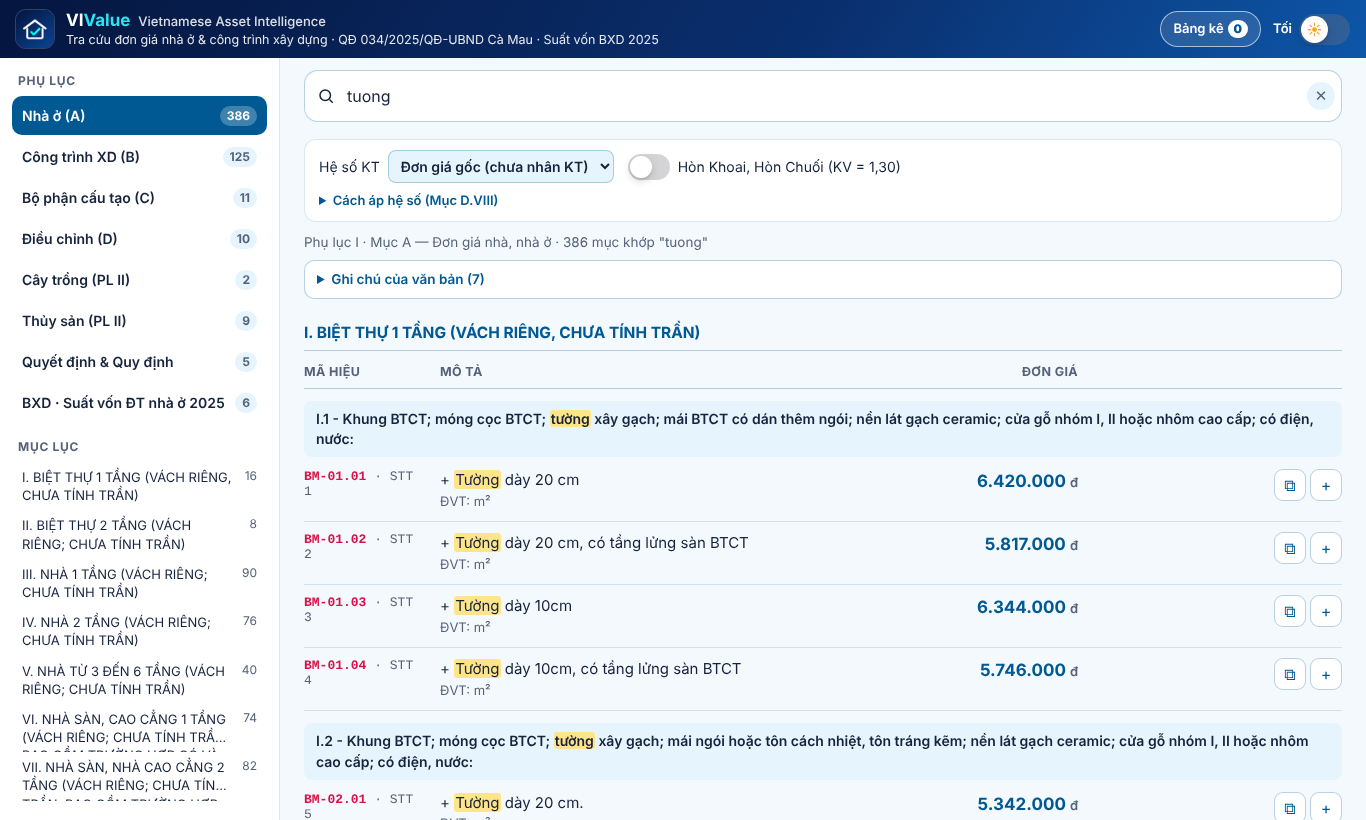 VIValue Vietnamese Asset Intelligence
Tra cứu đơn giá nhà ở & công trình xây dựng · QĐ 034/2025/QĐ-UBND Cà Mau · Suất vốn BXD 2025
Bảng kê 0
Tối
PHỤ LỤC
Nhà ở (A) 386
Công trình XD (B) 125
Bộ phận cấu tạo (C) 11
Điều chỉnh (D) 10
Cây trồng (PL II) 2
Thủy sản (PL II) 9
Quyết định & Quy định 5
BXD · Suất vốn ĐT nhà ở 2025 6
MỤC LỤC
I. BIỆT THỰ 1 TẦNG (VÁCH RIÊNG, 16
CHƯA TÍNH TRẦN)
II. BIỆT THỰ 2 TẦNG (VÁCH 8
RIÊNG; CHƯA TÍNH TRẦN)
III. NHÀ 1 TẦNG (VÁCH RIÊNG; 90
CHƯA TÍNH TRẦN)
IV. NHÀ 2 TẦNG (VÁCH RIÊNG; 76
CHƯA TÍNH TRẦN)
V. NHÀ TỪ 3 ĐẾN 6 TẦNG (VÁCH 40
RIÊNG; CHƯA TÍNH TRẦN)
VI. NHÀ SÀN, CAO CẲNG 1 TẦNG 74
(VÁCH RIÊNG; CHƯA TÍNH TRẦ...
VII. NHÀ SÀN, NHÀ CAO CẲNG 2 82
TẦNG (VÁCH RIÊNG; CHƯA TÍN...
tuong
Hệ số KT Đơn giá gốc (chưa nhân KT) Hòn Khoai, Hòn Chuối (KV = 1,30)
▶ Cách áp hệ số (Mục D.VIII)
Phụ lục I · Mục A — Đơn giá nhà, nhà ở · 386 mục khớp "tuong"
▶ Ghi chú của văn bản (7)
I. BIỆT THỰ 1 TẦNG (VÁCH RIÊNG, CHƯA TÍNH TRẦN)
MÃ HIỆU MÔ TẢ ĐƠN GIÁ
I.1 - Khung BTCT; móng cọc BTCT; tường xây gạch; mái BTCT có dán thêm ngói; nền lát gạch ceramic; cửa gỗ nhóm I, II hoặc nhôm cao cấp; có điện,
nước:
BM-01.01 · STT + Tường dày 20 cm 6.420.000 đ
1 ĐVT: m²
BM-01.02 · STT + Tường dày 20 cm, có tầng lửng sàn BTCT 5.817.000 đ
2 ĐVT: m²
BM-01.03 · STT + Tường dày 10cm 6.344.000 đ
3 ĐVT: m²
BM-01.04 · STT + Tường dày 10cm, có tầng lửng sàn BTCT 5.746.000 đ
4 ĐVT: m²
I.2 - Khung BTCT; móng cọc BTCT; tường xây gạch; mái ngói hoặc tôn cách nhiệt, tôn tráng kẽm; nền lát gạch ceramic; cửa gỗ nhóm I, II hoặc nhôm
cao cấp; có điện, nước:
BM-02.01 · STT + Tường dày 20 cm. 5.342.000 đ
5